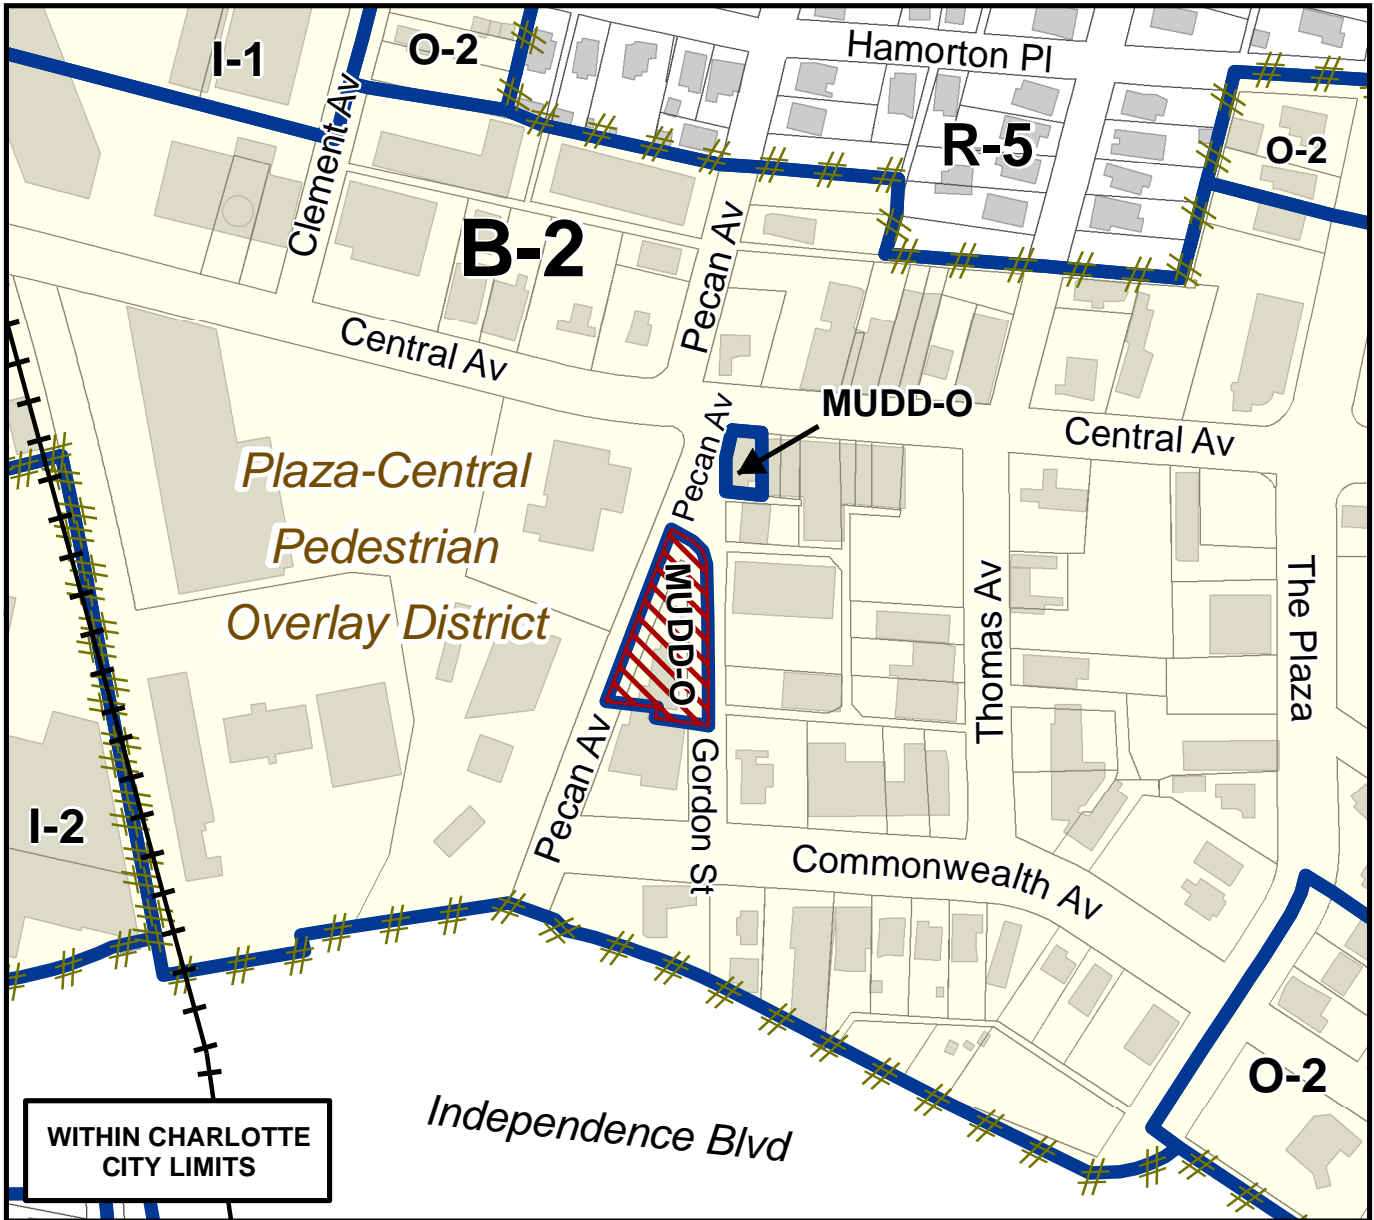 Hamorton Pl
I-1
O-2
R-5
O-2
Clement Av
B-2
Pecan Av
Central Av
MUDD-O
Pecan Av
Central Av
Plaza-Central
Pedestrian
Overlay District
MUDD-O
Thomas Av
The Plaza
Pecan Av
Gordon St
I-2
Commonwealth Av
O-2
Independence Blvd
WITHIN CHARLOTTE
CITY LIMITS